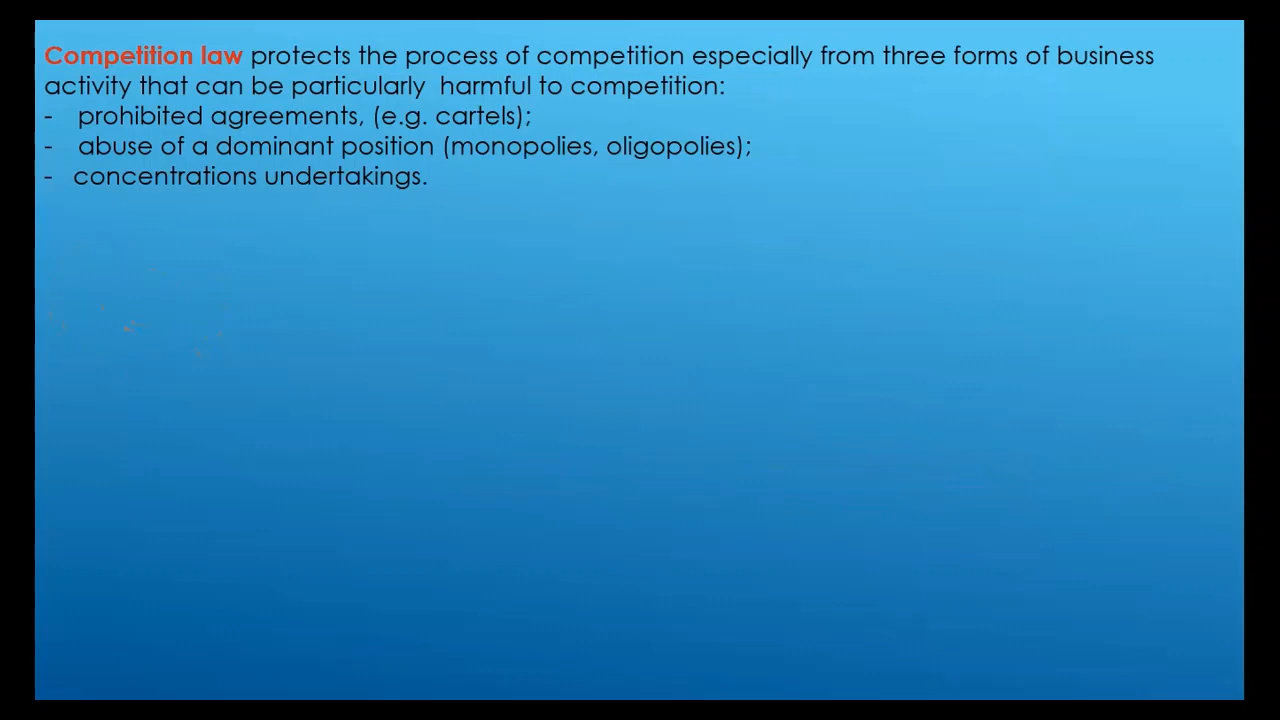 Competition law protects the process of competition especially from three forms of business
activity that can be particularly  harmful to competition:
-   prohibited agreements, (e.g. cartels);
-   abuse of a dominant position (monopolies, oligopolies);
-  concentrations undertakings.